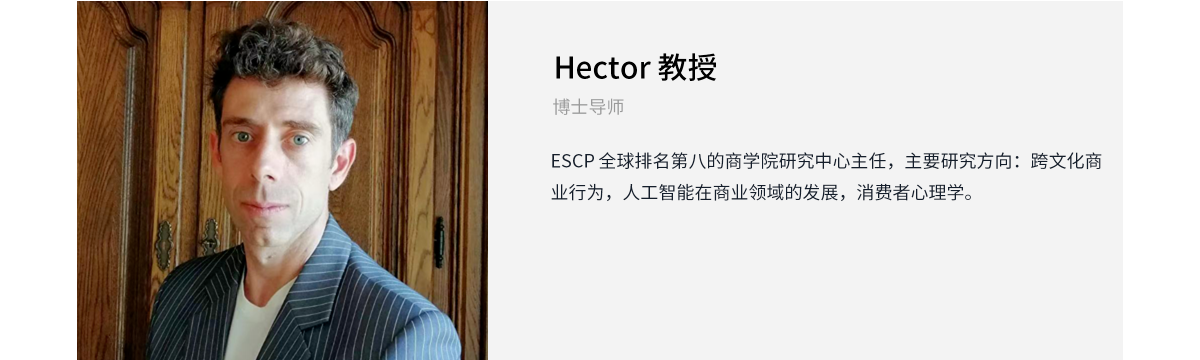 Hector 教授
博士导师
ESCP 全球排名第八的商学院研究中心主任，主要研究方向：跨文化商
业行为，人工智能在商业领域的发展，消费者心理学。